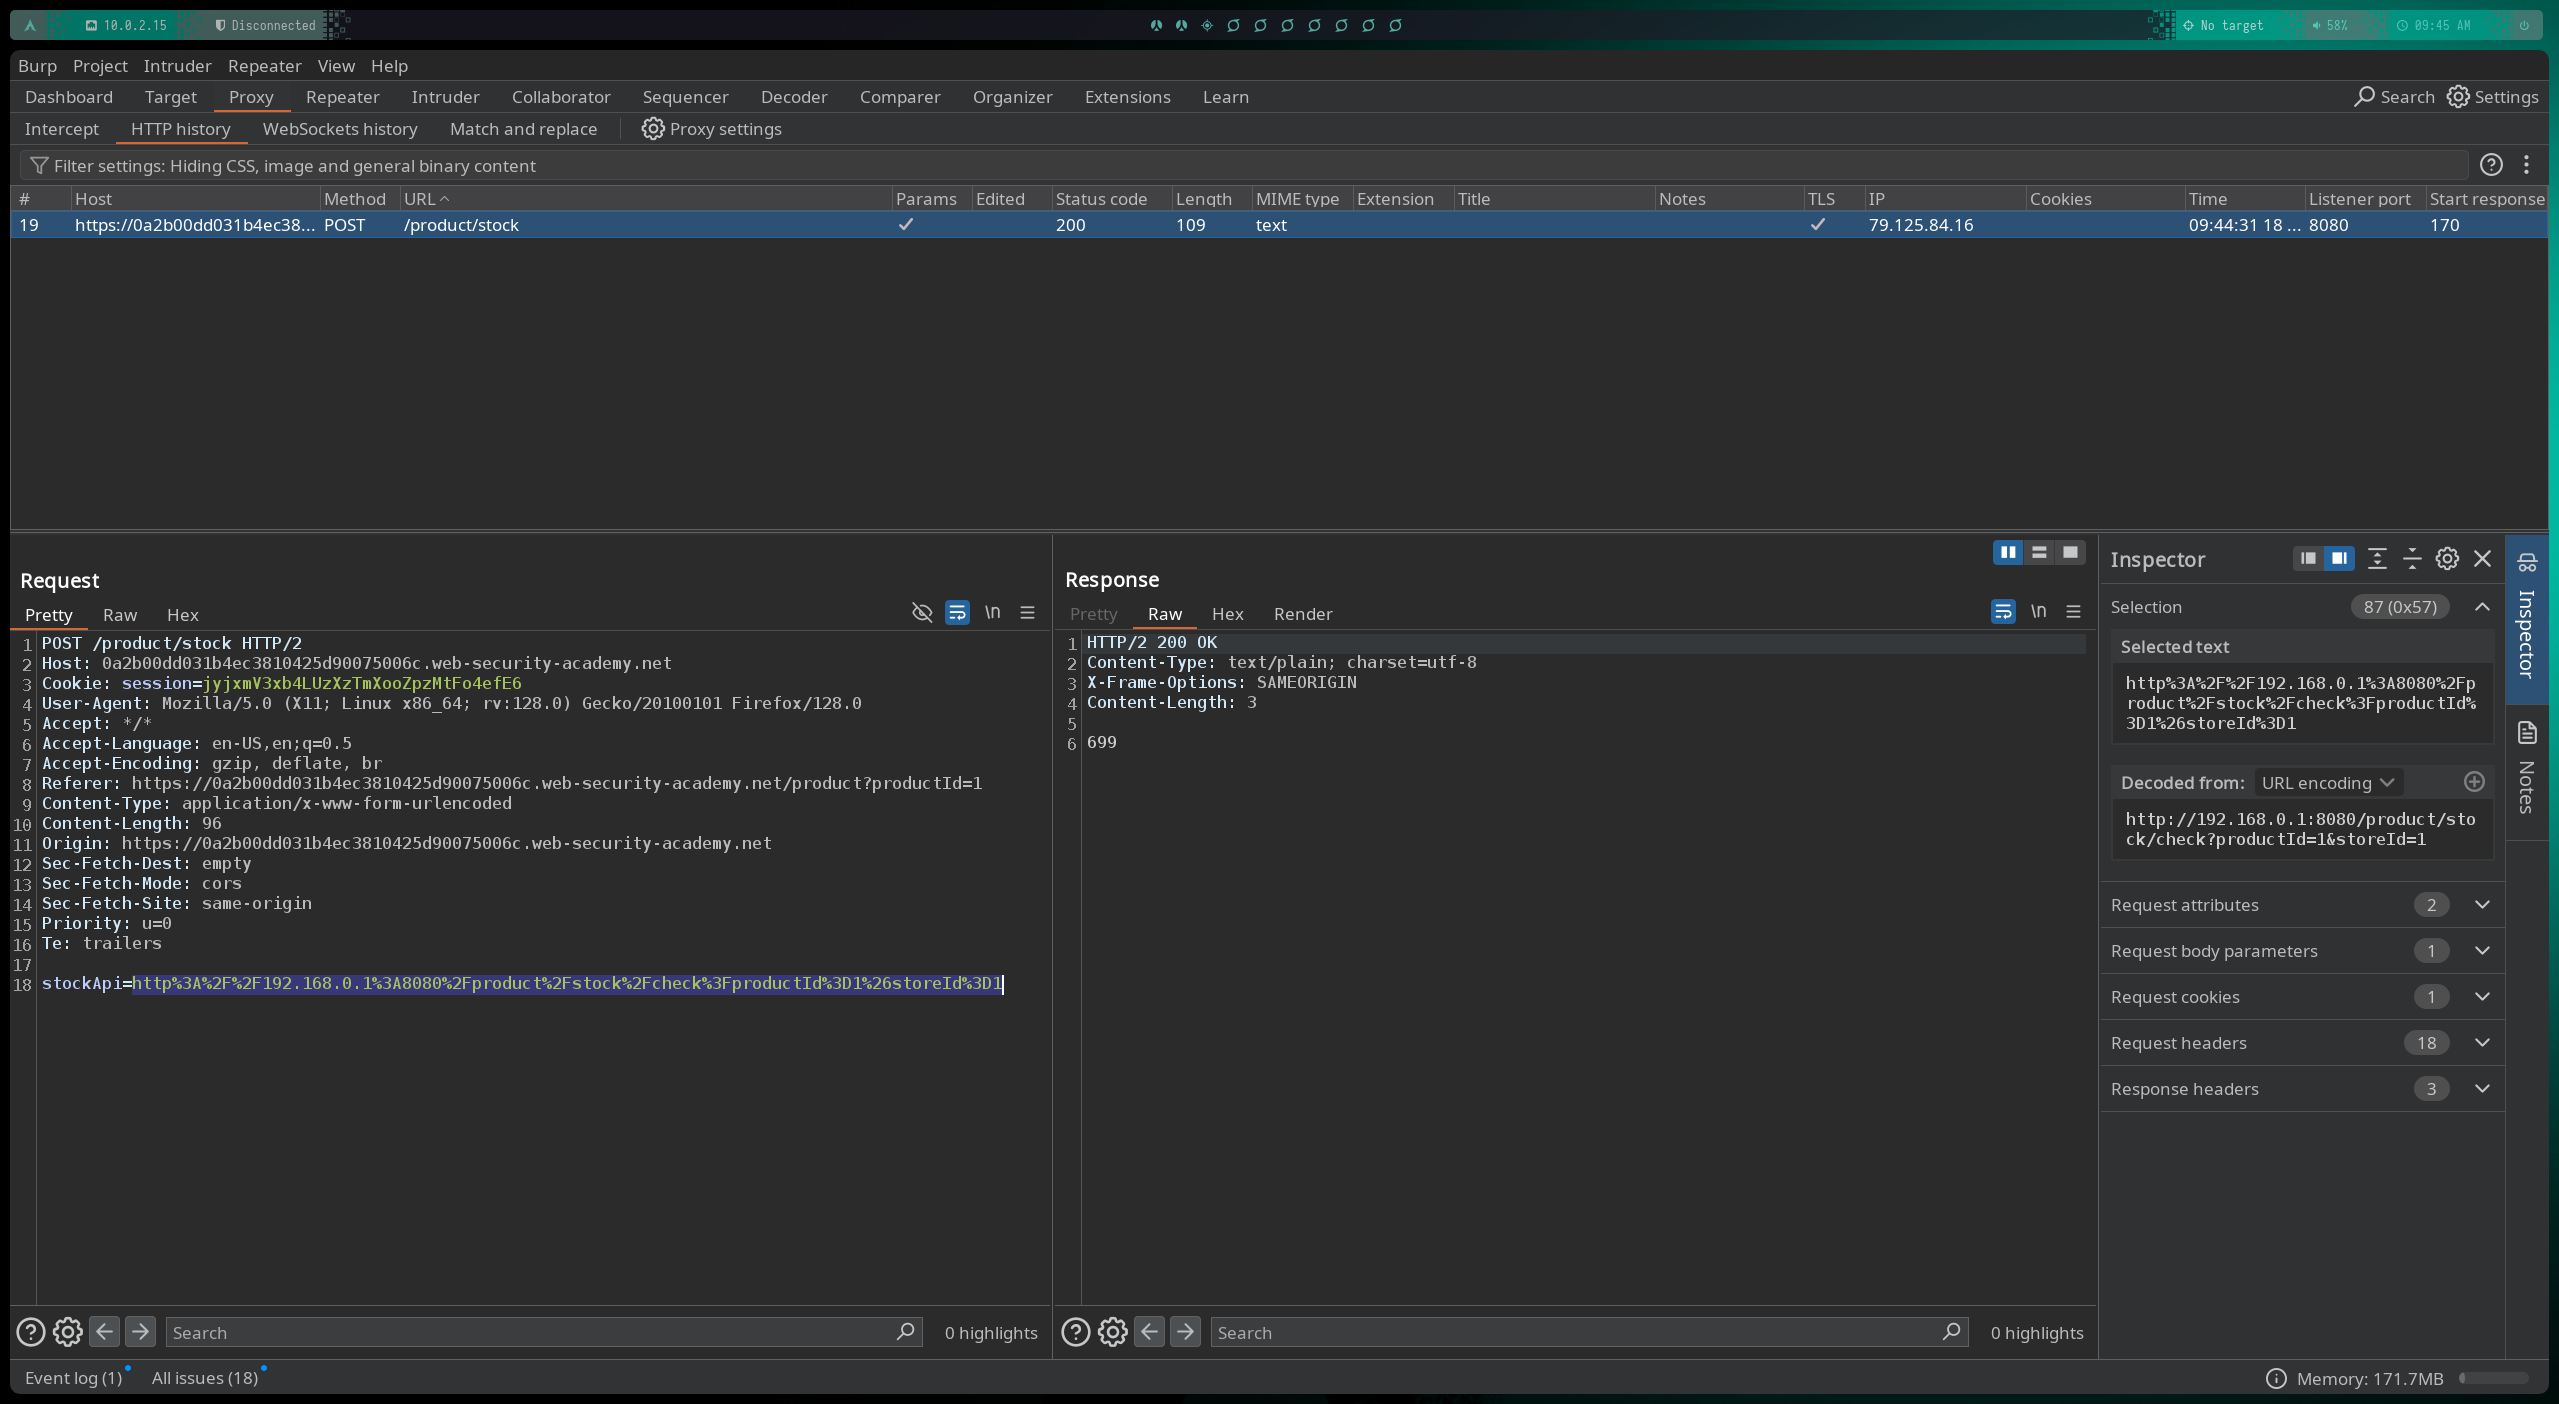 10.0.2.15 Disconnected No target 58% 09:45 AM
Burp Project Intruder Repeater View Help
Dashboard Target Proxy Repeater Intruder Collaborator Sequencer Decoder Comparer Organizer Extensions Learn Search Settings
Intercept HTTP history WebSockets history Match and replace Proxy settings
Filter settings: Hiding CSS, image and general binary content
# Host Method URL Params Edited Status code Length MIME type Extension Title Notes TLS IP Cookies Time Listener port Start response
19 https://0a2b00dd031b4ec38... POST /product/stock 200 109 text 79.125.84.16 09:44:31 18 ... 8080 170
Request
Pretty Raw Hex \n
1 POST /product/stock HTTP/2
2 Host: 0a2b00dd031b4ec3810425d90075006c.web-security-academy.net
3 Cookie: session=jyjxmV3xb4LUzXzTmXooZpzMtFo4efE6
4 User-Agent: Mozilla/5.0 (X11; Linux x86_64; rv:128.0) Gecko/20100101 Firefox/128.0
5 Accept: */*
6 Accept-Language: en-US,en;q=0.5
7 Accept-Encoding: gzip, deflate, br
8 Referer: https://0a2b00dd031b4ec3810425d90075006c.web-security-academy.net/product?productId=1
9 Content-Type: application/x-www-form-urlencoded
10 Content-Length: 96
11 Origin: https://0a2b00dd031b4ec3810425d90075006c.web-security-academy.net
12 Sec-Fetch-Dest: empty
13 Sec-Fetch-Mode: cors
14 Sec-Fetch-Site: same-origin
15 Priority: u=0
16 Te: trailers
17
18 stockApi=http%3A%2F%2F192.168.0.1%3A8080%2Fproduct%2Fstock%2Fcheck%3FproductId%3D1%26storeId%3D1
Search 0 highlights
Response
Pretty Raw Hex Render \n
1 HTTP/2 200 OK
2 Content-Type: text/plain; charset=utf-8
3 X-Frame-Options: SAMEORIGIN
4 Content-Length: 3
5
6 699
Search 0 highlights
Inspector
Selection 87 (0x57)
Selected text
http%3A%2F%2F192.168.0.1%3A8080%2Fp
roduct%2Fstock%2Fcheck%3FproductId%
3D1%26storeId%3D1
Decoded from: URL encoding
http://192.168.0.1:8080/product/sto
ck/check?productId=1&storeId=1
Request attributes 2
Request body parameters 1
Request cookies 1
Request headers 18
Response headers 3
Inspector
Notes
Event log (1) All issues (18) Memory: 171.7MB